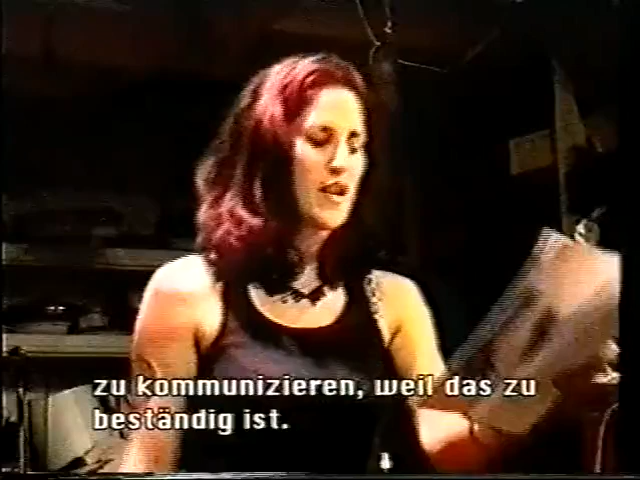 zu kommunizieren, weil das zu
beständig ist.